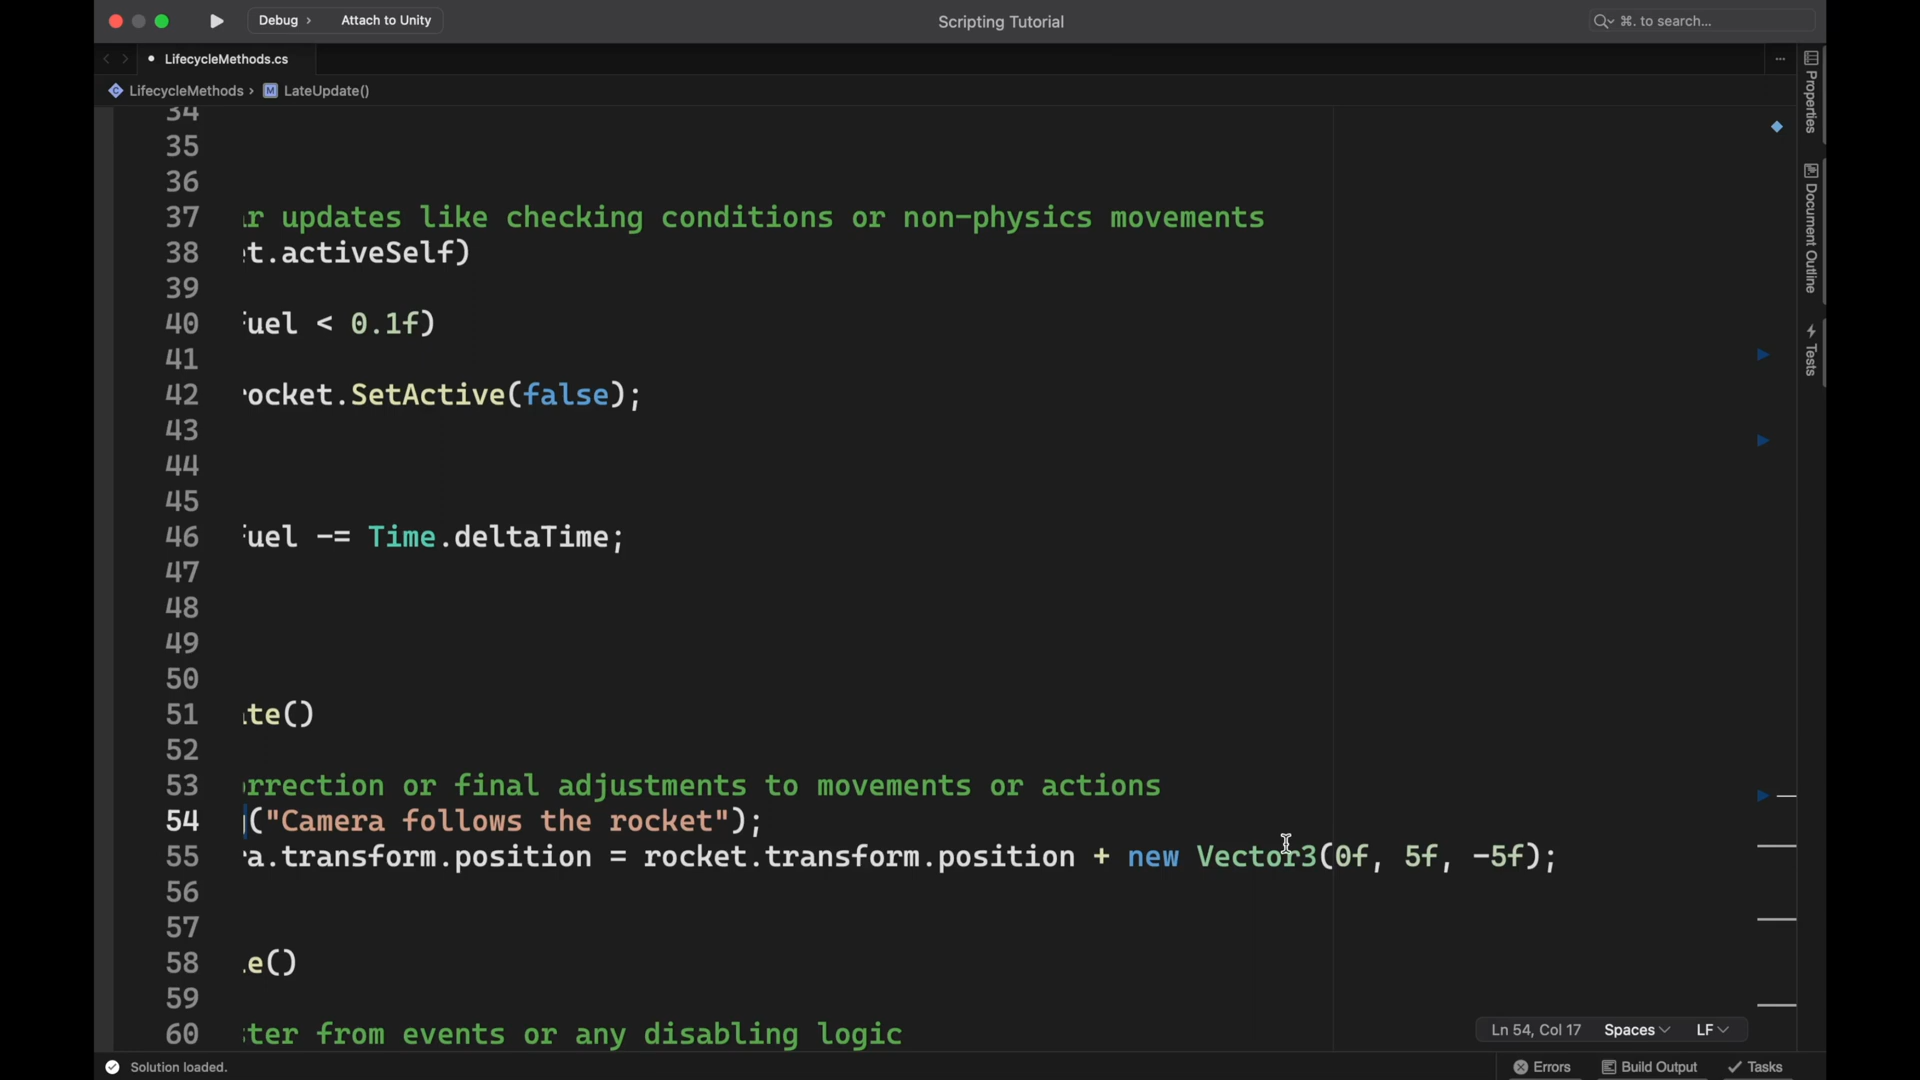 Debug › Attach to Unity
Scripting Tutorial
⌘. to search...
LifecycleMethods.cs
LifecycleMethods › M LateUpdate()
34
35
36
37 updates like checking conditions or non-physics movements
38 t.activeSelf)
39
40 uel < 0.1f)
41
42 ocket.SetActive(false);
43
44
45
46 uel -= Time.deltaTime;
47
48
49
50
51 te()
52
53 rrection or final adjustments to movements or actions
54 ("Camera follows the rocket");
55 a.transform.position = rocket.transform.position + new Vector3(0f, 5f, -5f);
56
57
58 e()
59
60 ter from events or any disabling logic
Properties
Document Outline
Tests
Ln 54, Col 17 Spaces LF
Solution loaded.
Errors Build Output Tasks